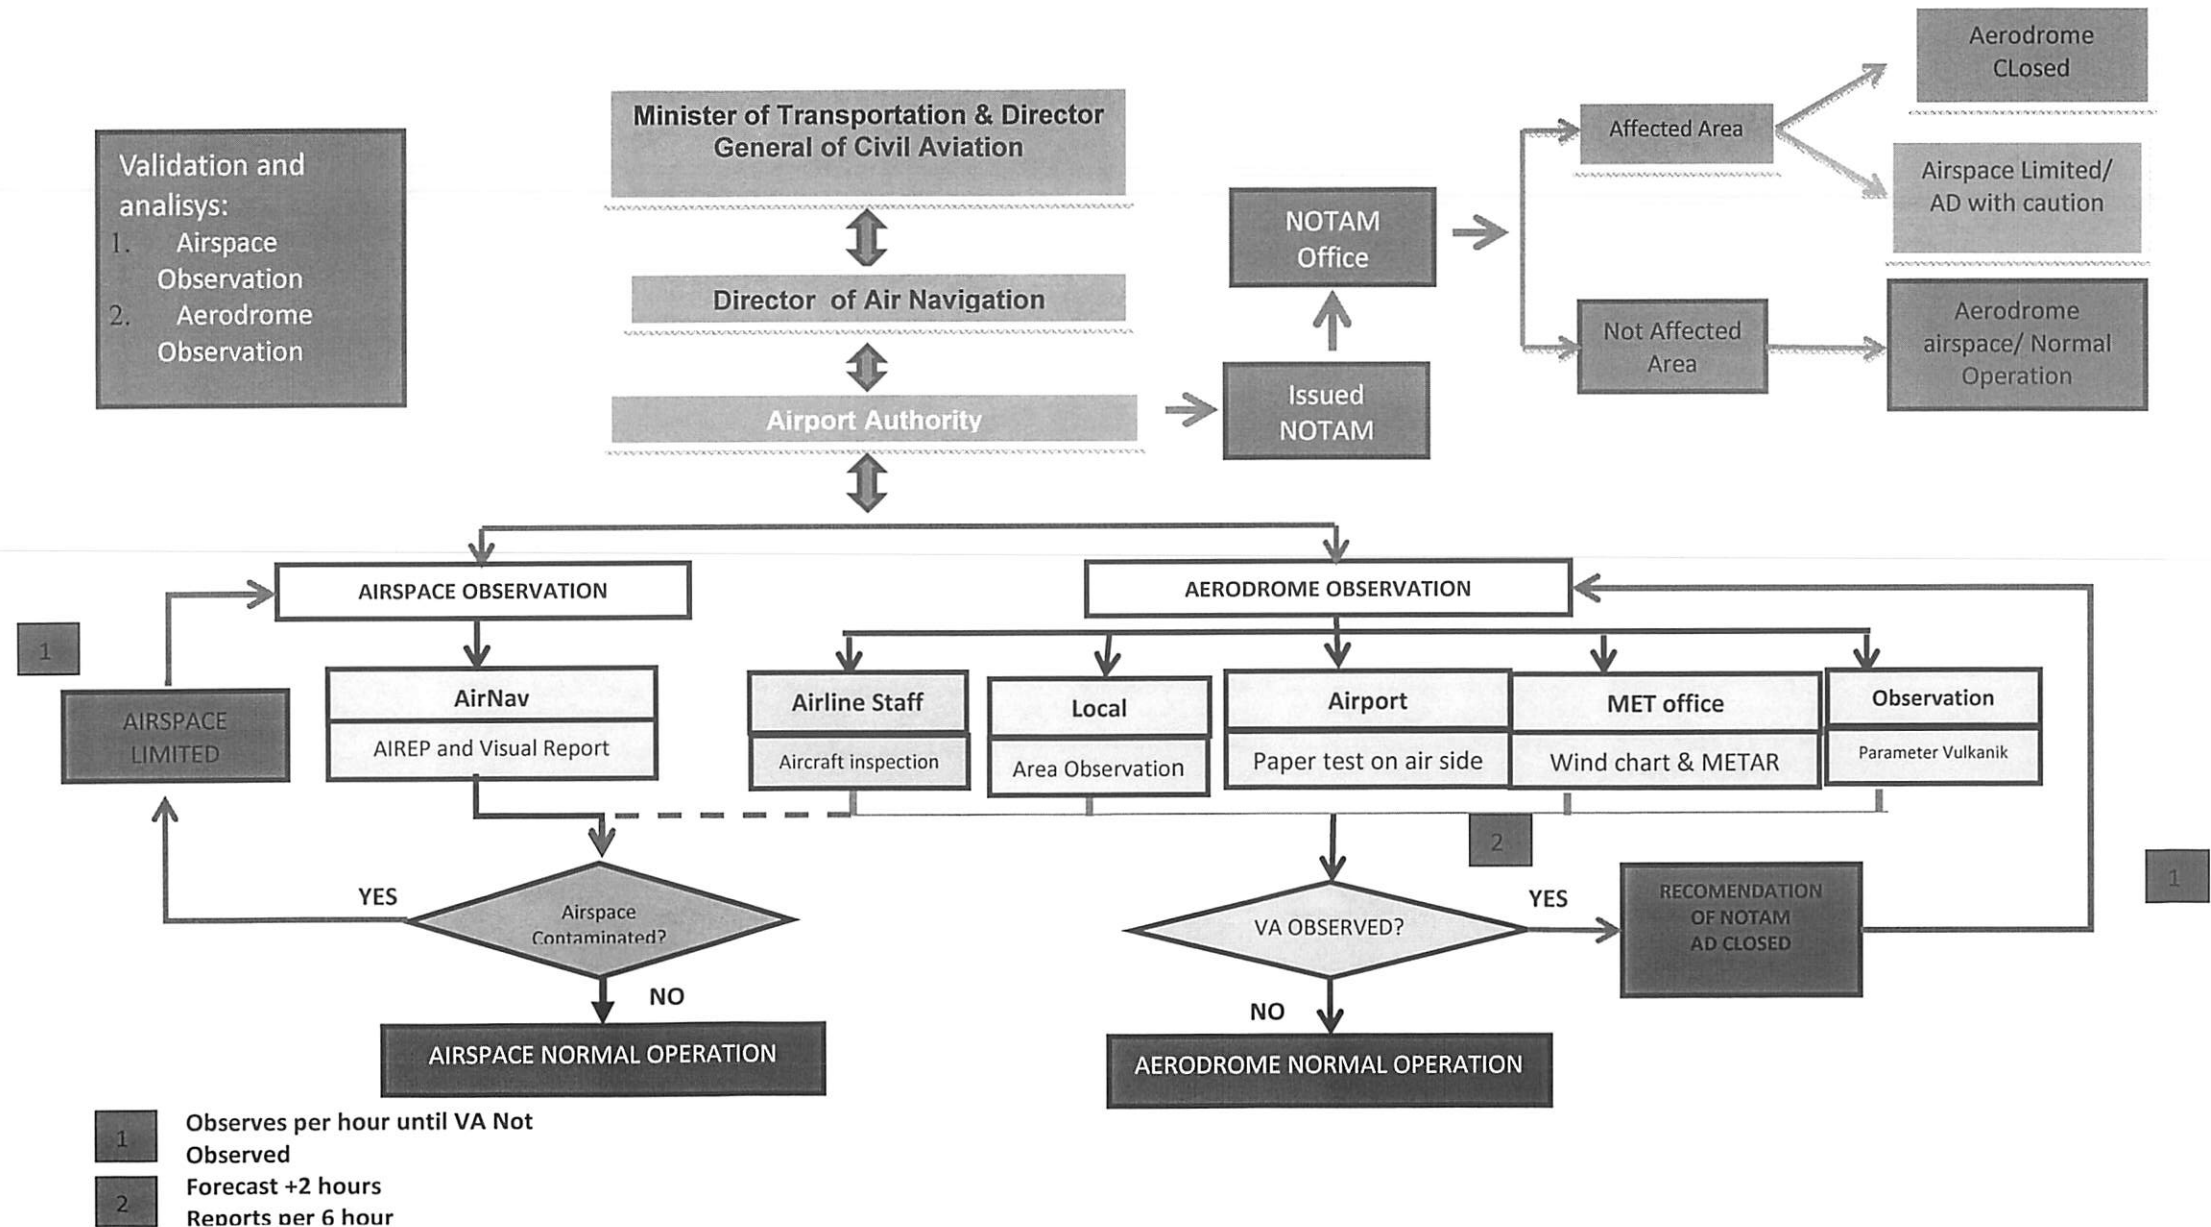 Validation and
analisys:
1. Airspace
Observation
2. Aerodrome
Observation
Minister of Transportation & Director
General of Civil Aviation
Director of Air Navigation
Airport Authority
NOTAM
Office
Issued
NOTAM
Affected Area
Not Affected
Area
Aerodrome
CLosed
Airspace Limited/
AD with caution
Aerodrome
airspace/ Normal
Operation
AIRSPACE OBSERVATION
AERODROME OBSERVATION
1
AIRSPACE
LIMITED
AirNav
AIREP and Visual Report
Airline Staff
Aircraft inspection
Local
Area Observation
Airport
Paper test on air side
MET office
Wind chart & METAR
Observation
Parameter Vulkanik
2
YES
Airspace
Contaminated?
NO
AIRSPACE NORMAL OPERATION
VA OBSERVED?
YES
RECOMENDATION
OF NOTAM
AD CLOSED
1
NO
AERODROME NORMAL OPERATION
1
Observes per hour until VA Not
Observed
2
Forecast +2 hours
Reports per 6 hour